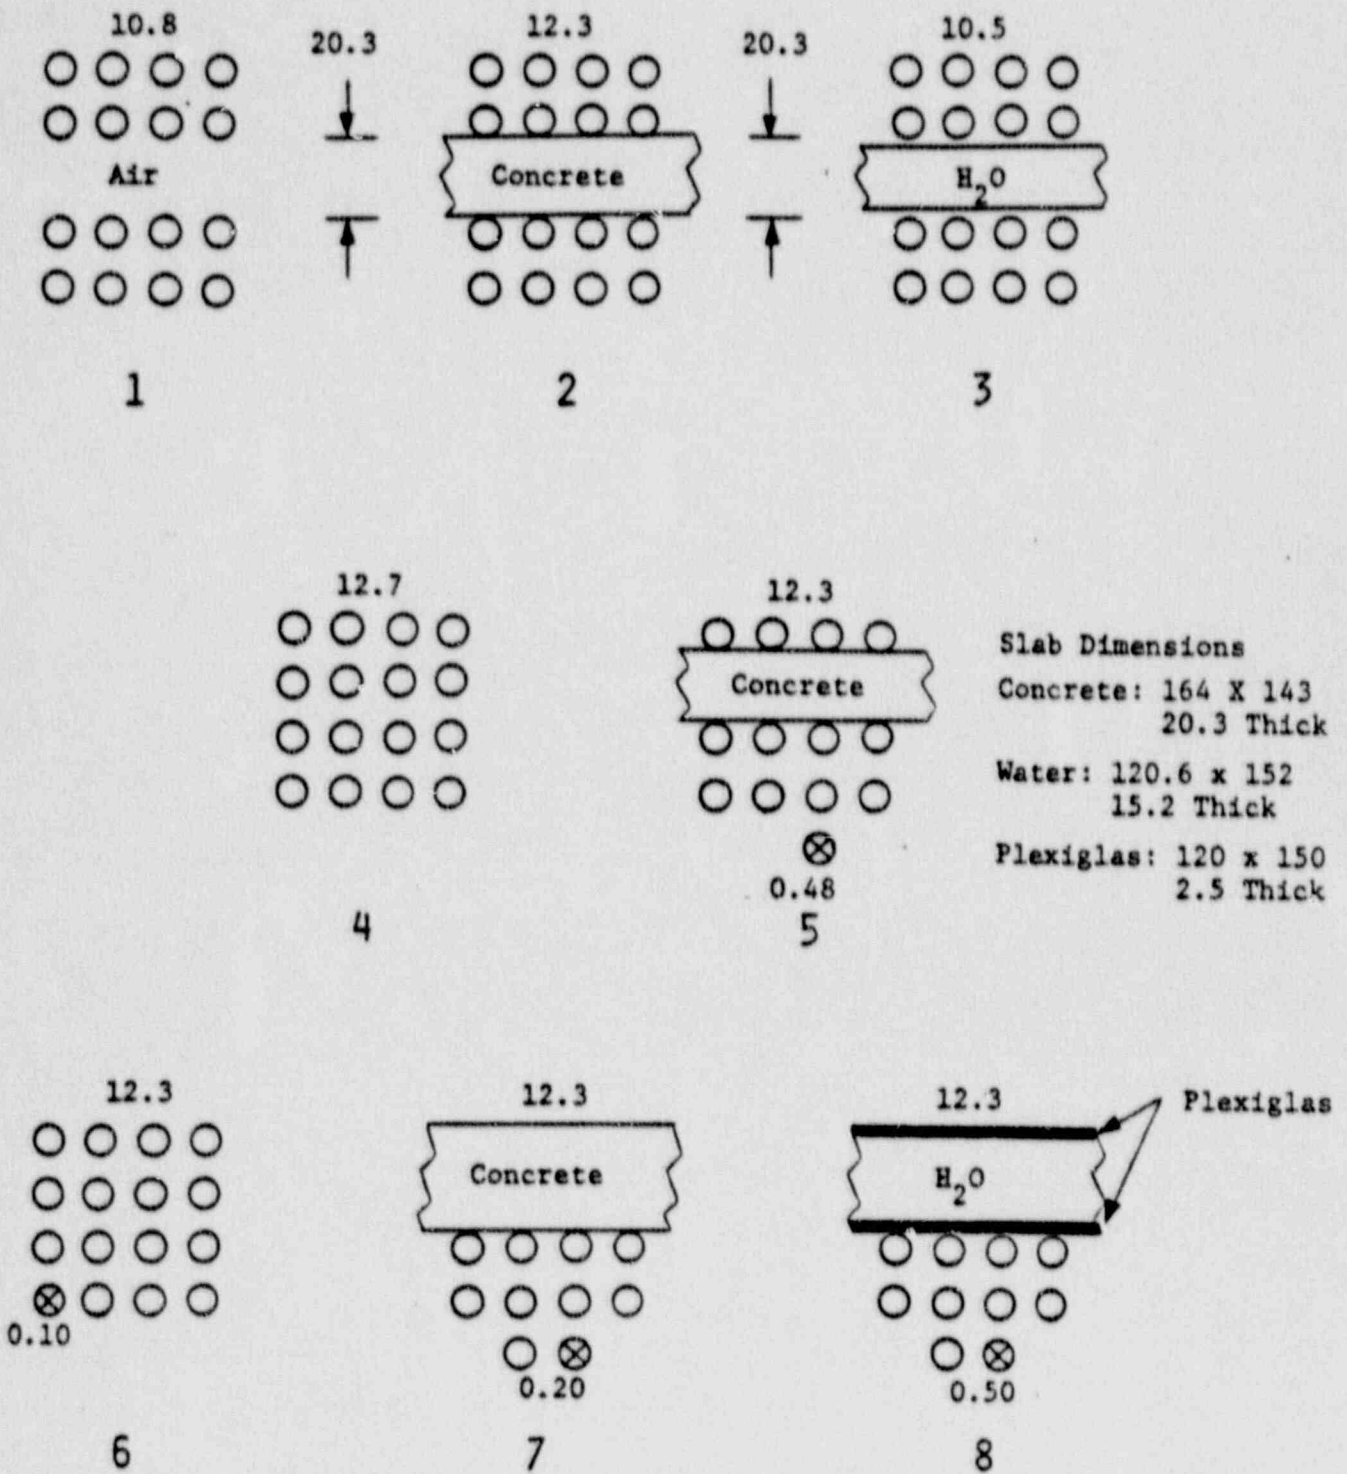 10.8
20.3
12.3
20.3
10.5
Air
Concrete
H2O
1
2
3
12.7
4
12.3
Concrete
0.48
5
Slab Dimensions
Concrete: 164 X 143
20.3 Thick
Water: 120.6 x 152
15.2 Thick
Plexiglas: 120 x 150
2.5 Thick
12.3
0.10
6
12.3
Concrete
0.20
7
12.3
Plexiglas
H2O
0.50
8